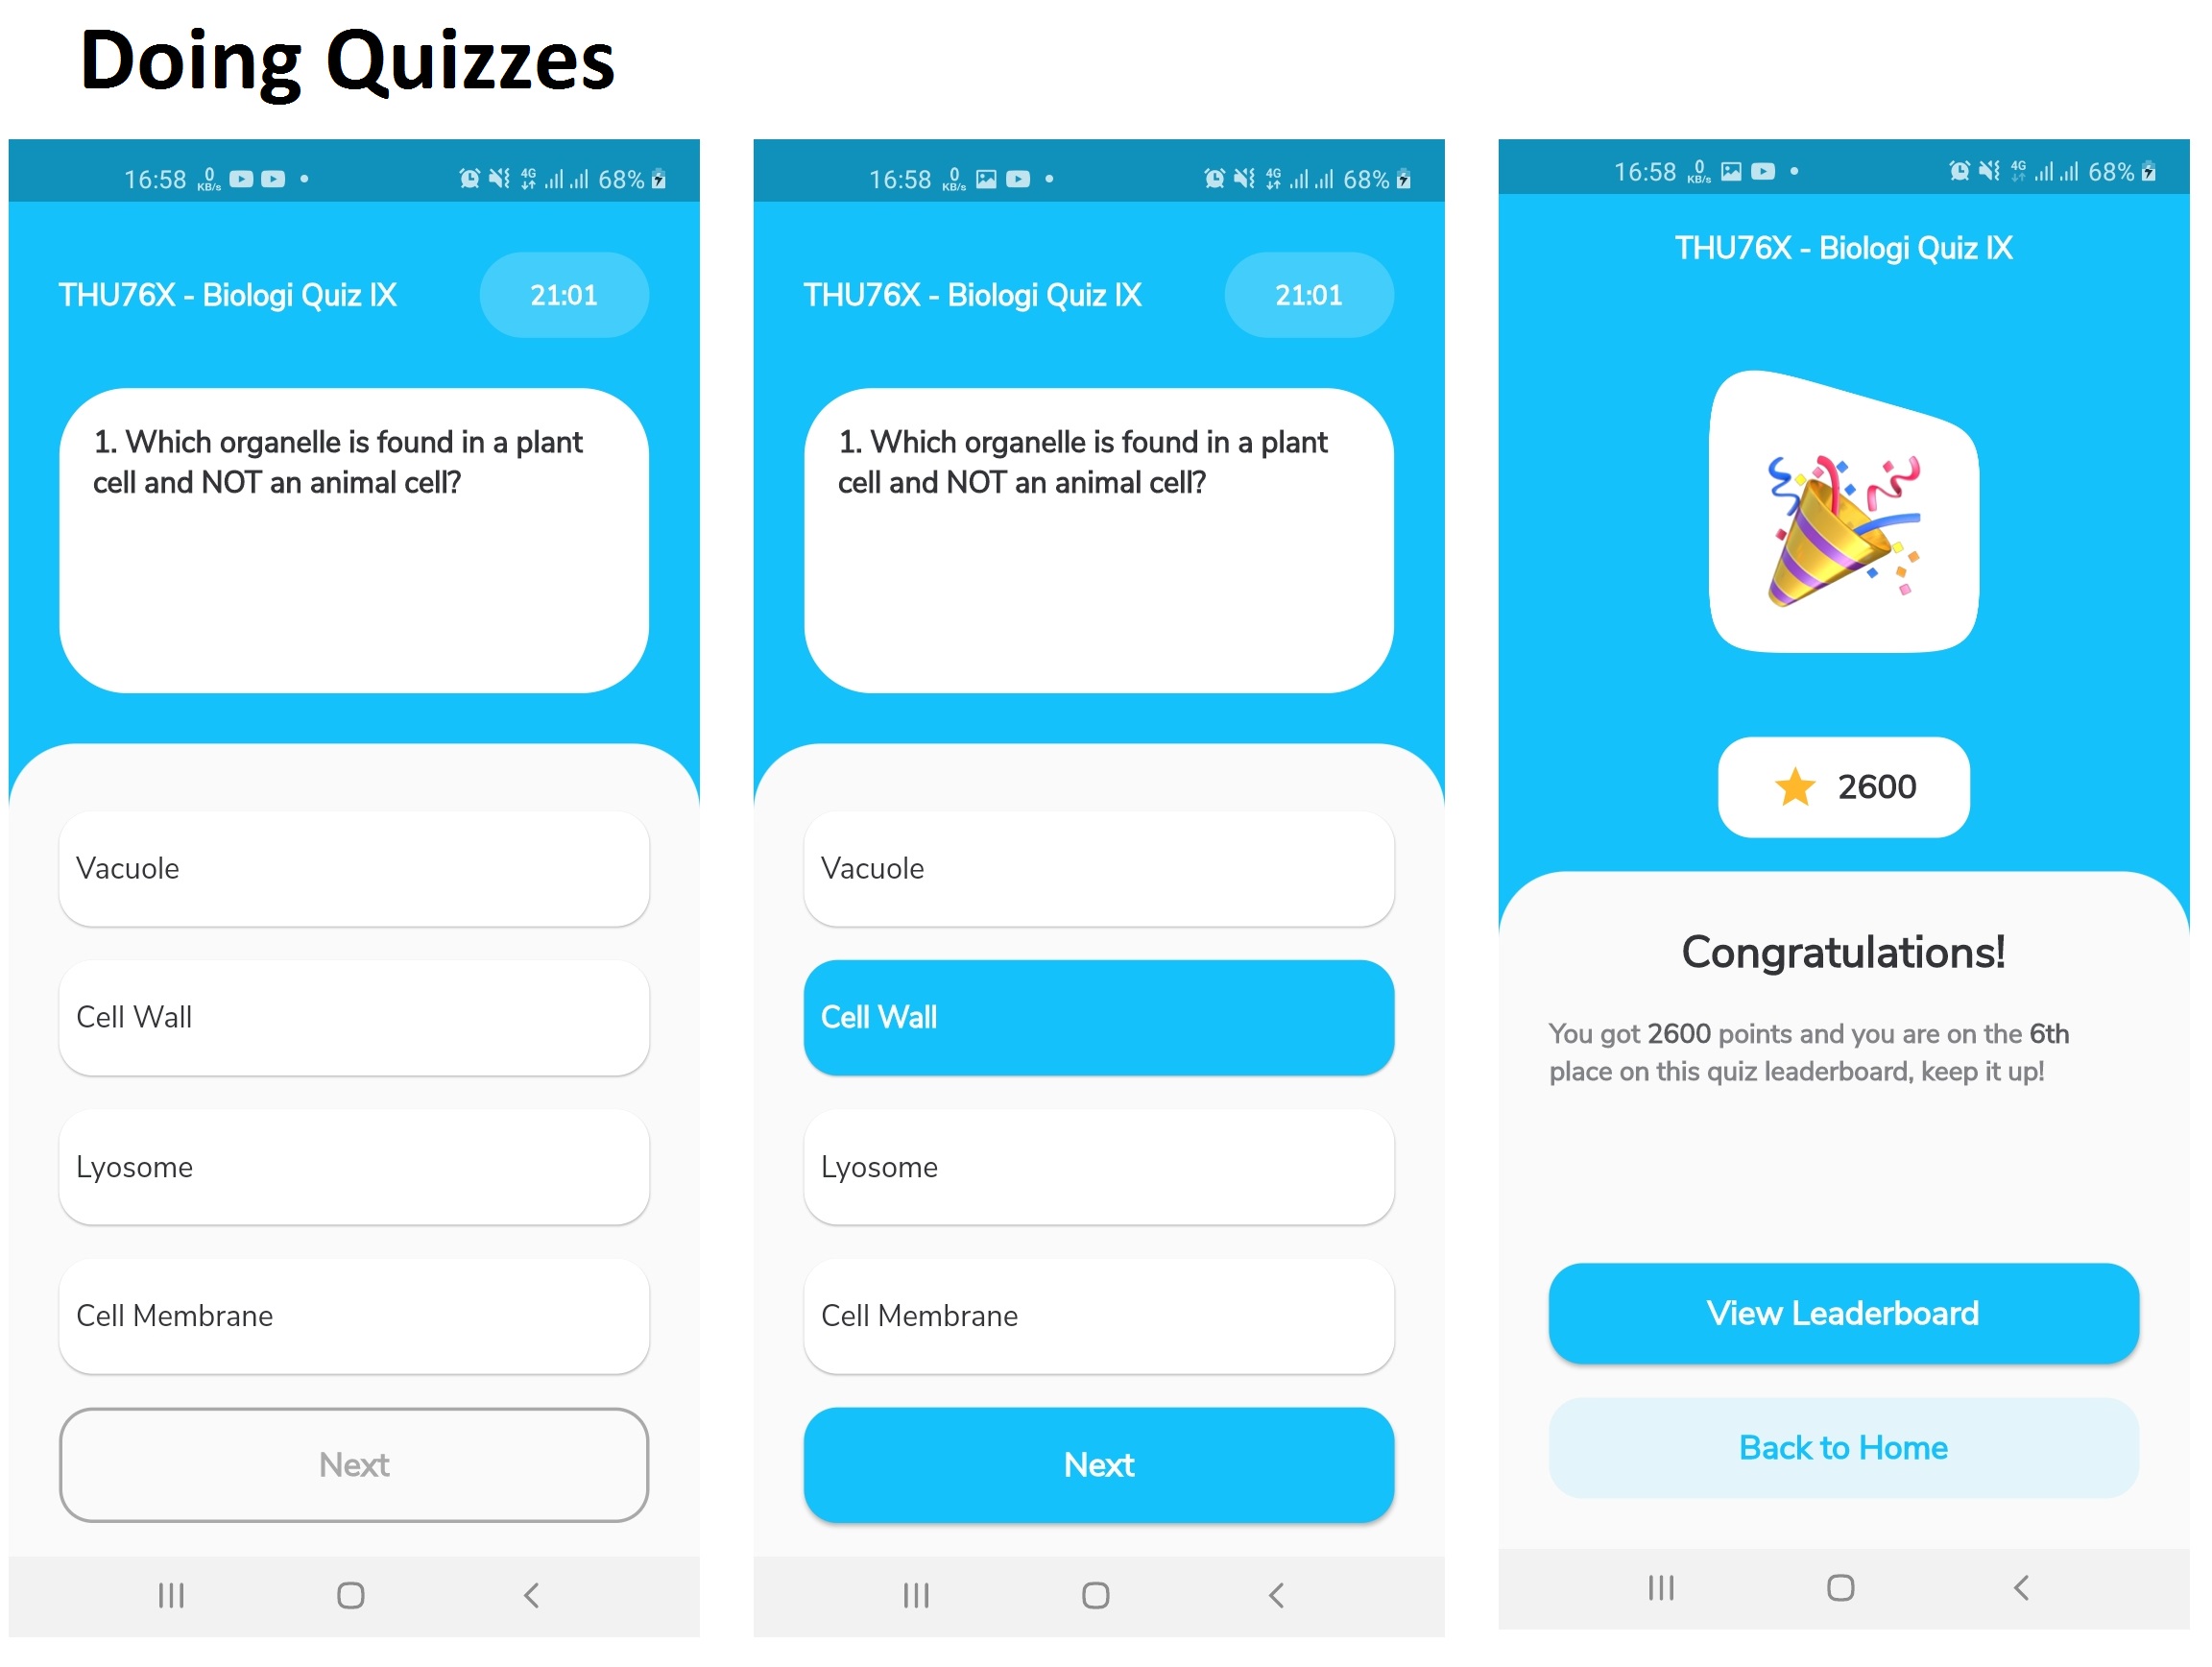 Doing Quizzes
16:58 0 KB/s 4G 68%
THU76X - Biologi Quiz IX 21:01
1. Which organelle is found in a plant
cell and NOT an animal cell?
Vacuole
Cell Wall
Lyosome
Cell Membrane
Next
16:58 0 KB/s 4G 68%
THU76X - Biologi Quiz IX 21:01
1. Which organelle is found in a plant
cell and NOT an animal cell?
Vacuole
Cell Wall
Lyosome
Cell Membrane
Next
16:58 0 KB/s 4G 68%
THU76X - Biologi Quiz IX
2600
Congratulations!
You got 2600 points and you are on the 6th
place on this quiz leaderboard, keep it up!
View Leaderboard
Back to Home